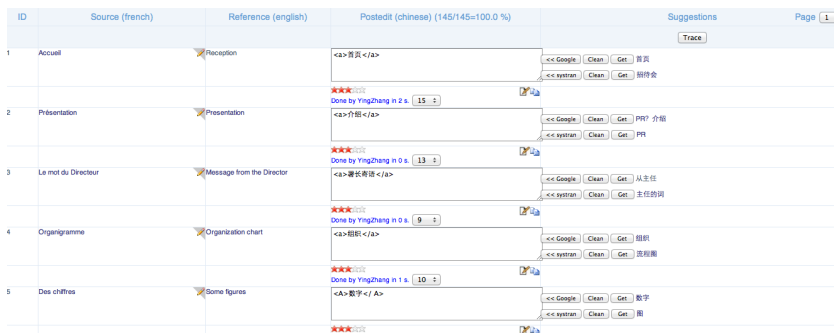 ID Source (french) Reference (english) Postedit (chinese) (145/145=100.0 %) Suggestions Page 1
Trace
1 Accueil Reception <a>首页</a> << Google Clean Get 首页
<< systran Clean Get 招待会
Done by YingZhang in 2 s. 15
2 Présentation Presentation <a>介绍</a> << Google Clean Get PR? 介绍
<< systran Clean Get PR
Done by YingZhang in 0 s. 13
3 Le mot du Directeur Message from the Director <a>署长寄语</a> << Google Clean Get 从主任
<< systran Clean Get 主任的词
Done by YingZhang in 0 s. 9
4 Organigramme Organization chart <a>组织</a> << Google Clean Get 组织
<< systran Clean Get 流程图
Done by YingZhang in 1 s. 10
5 Des chiffres Some figures <A>数字</ A> << Google Clean Get 数字
<< systran Clean Get 图